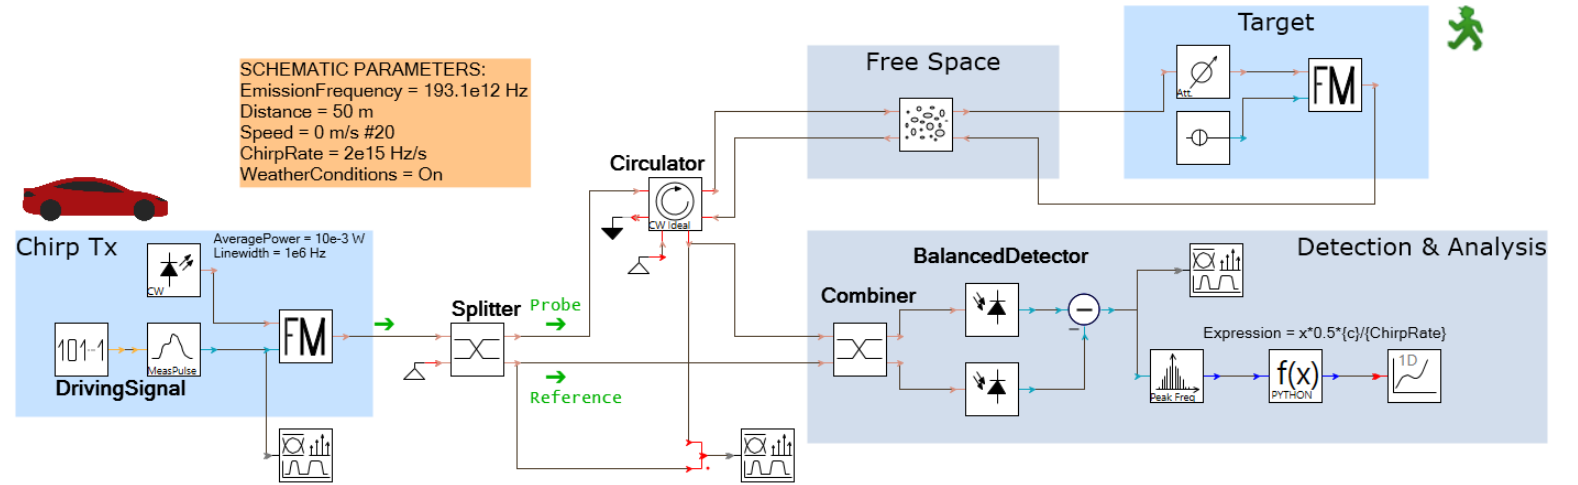 Target
Free Space
Att.
FM
SCHEMATIC PARAMETERS:
EmissionFrequency = 193.1e12 Hz
Distance = 50 m
Speed = 0 m/s #20
ChirpRate = 2e15 Hz/s
WeatherConditions = On
Circulator
CW Ideal
Chirp Tx
AveragePower = 10e-3 W
Linewidth = 1e6 Hz
CW
FM
101··1
MeasPulse
DrivingSignal
Splitter
Probe
Reference
Detection & Analysis
BalancedDetector
Combiner
Expression = x*0.5*{c}/{ChirpRate}
Peak Freq
f(x)
PYTHON
1D